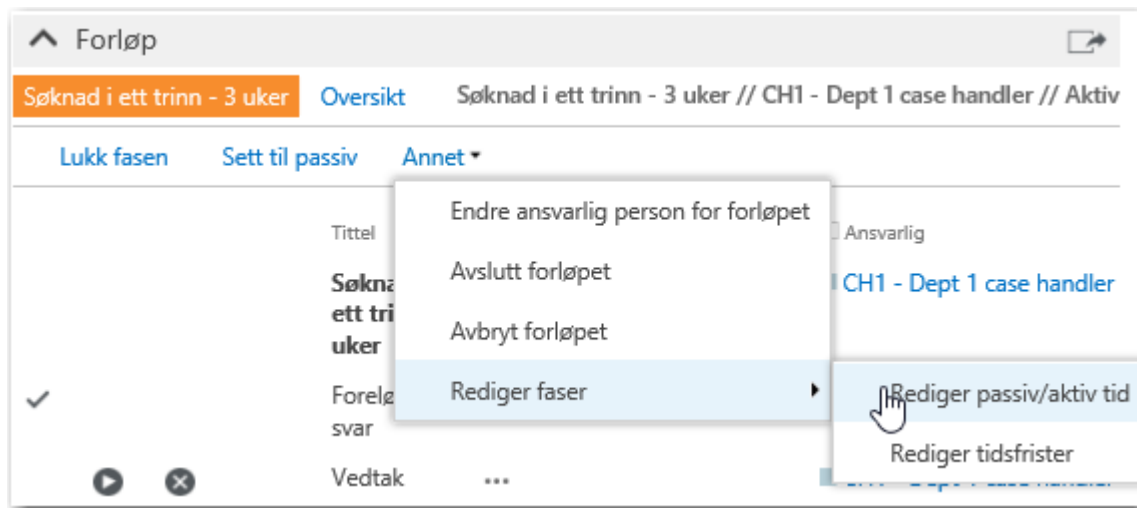 Forløp
Søknad i ett trinn - 3 uker Oversikt Søknad i ett trinn - 3 uker // CH1 - Dept 1 case handler // Aktiv
Lukk fasen Sett til passiv Annet
Endre ansvarlig person for forløpet
Tittel Ansvarlig
Avslutt forløpet
Søkna CH1 - Dept 1 case handler
ett tri
Avbryt forløpet
uker
Rediger faser Rediger passiv/aktiv tid
Forelø
svar
Rediger tidsfrister
Vedtak ...